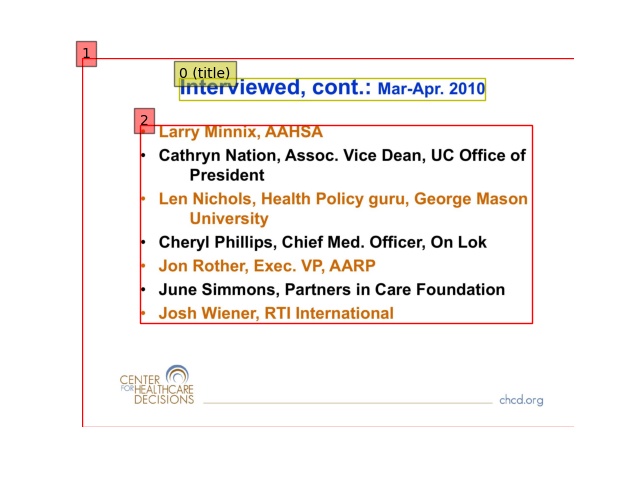 1
0 (title)
Interviewed, cont.: Mar-Apr. 2010
2
• Larry Minnix, AAHSA
• Cathryn Nation, Assoc. Vice Dean, UC Office of
President
• Len Nichols, Health Policy guru, George Mason
University
• Cheryl Phillips, Chief Med. Officer, On Lok
• Jon Rother, Exec. VP, AARP
• June Simmons, Partners in Care Foundation
• Josh Wiener, RTI International
CENTER
FOR HEALTHCARE
DECISIONS
chcd.org